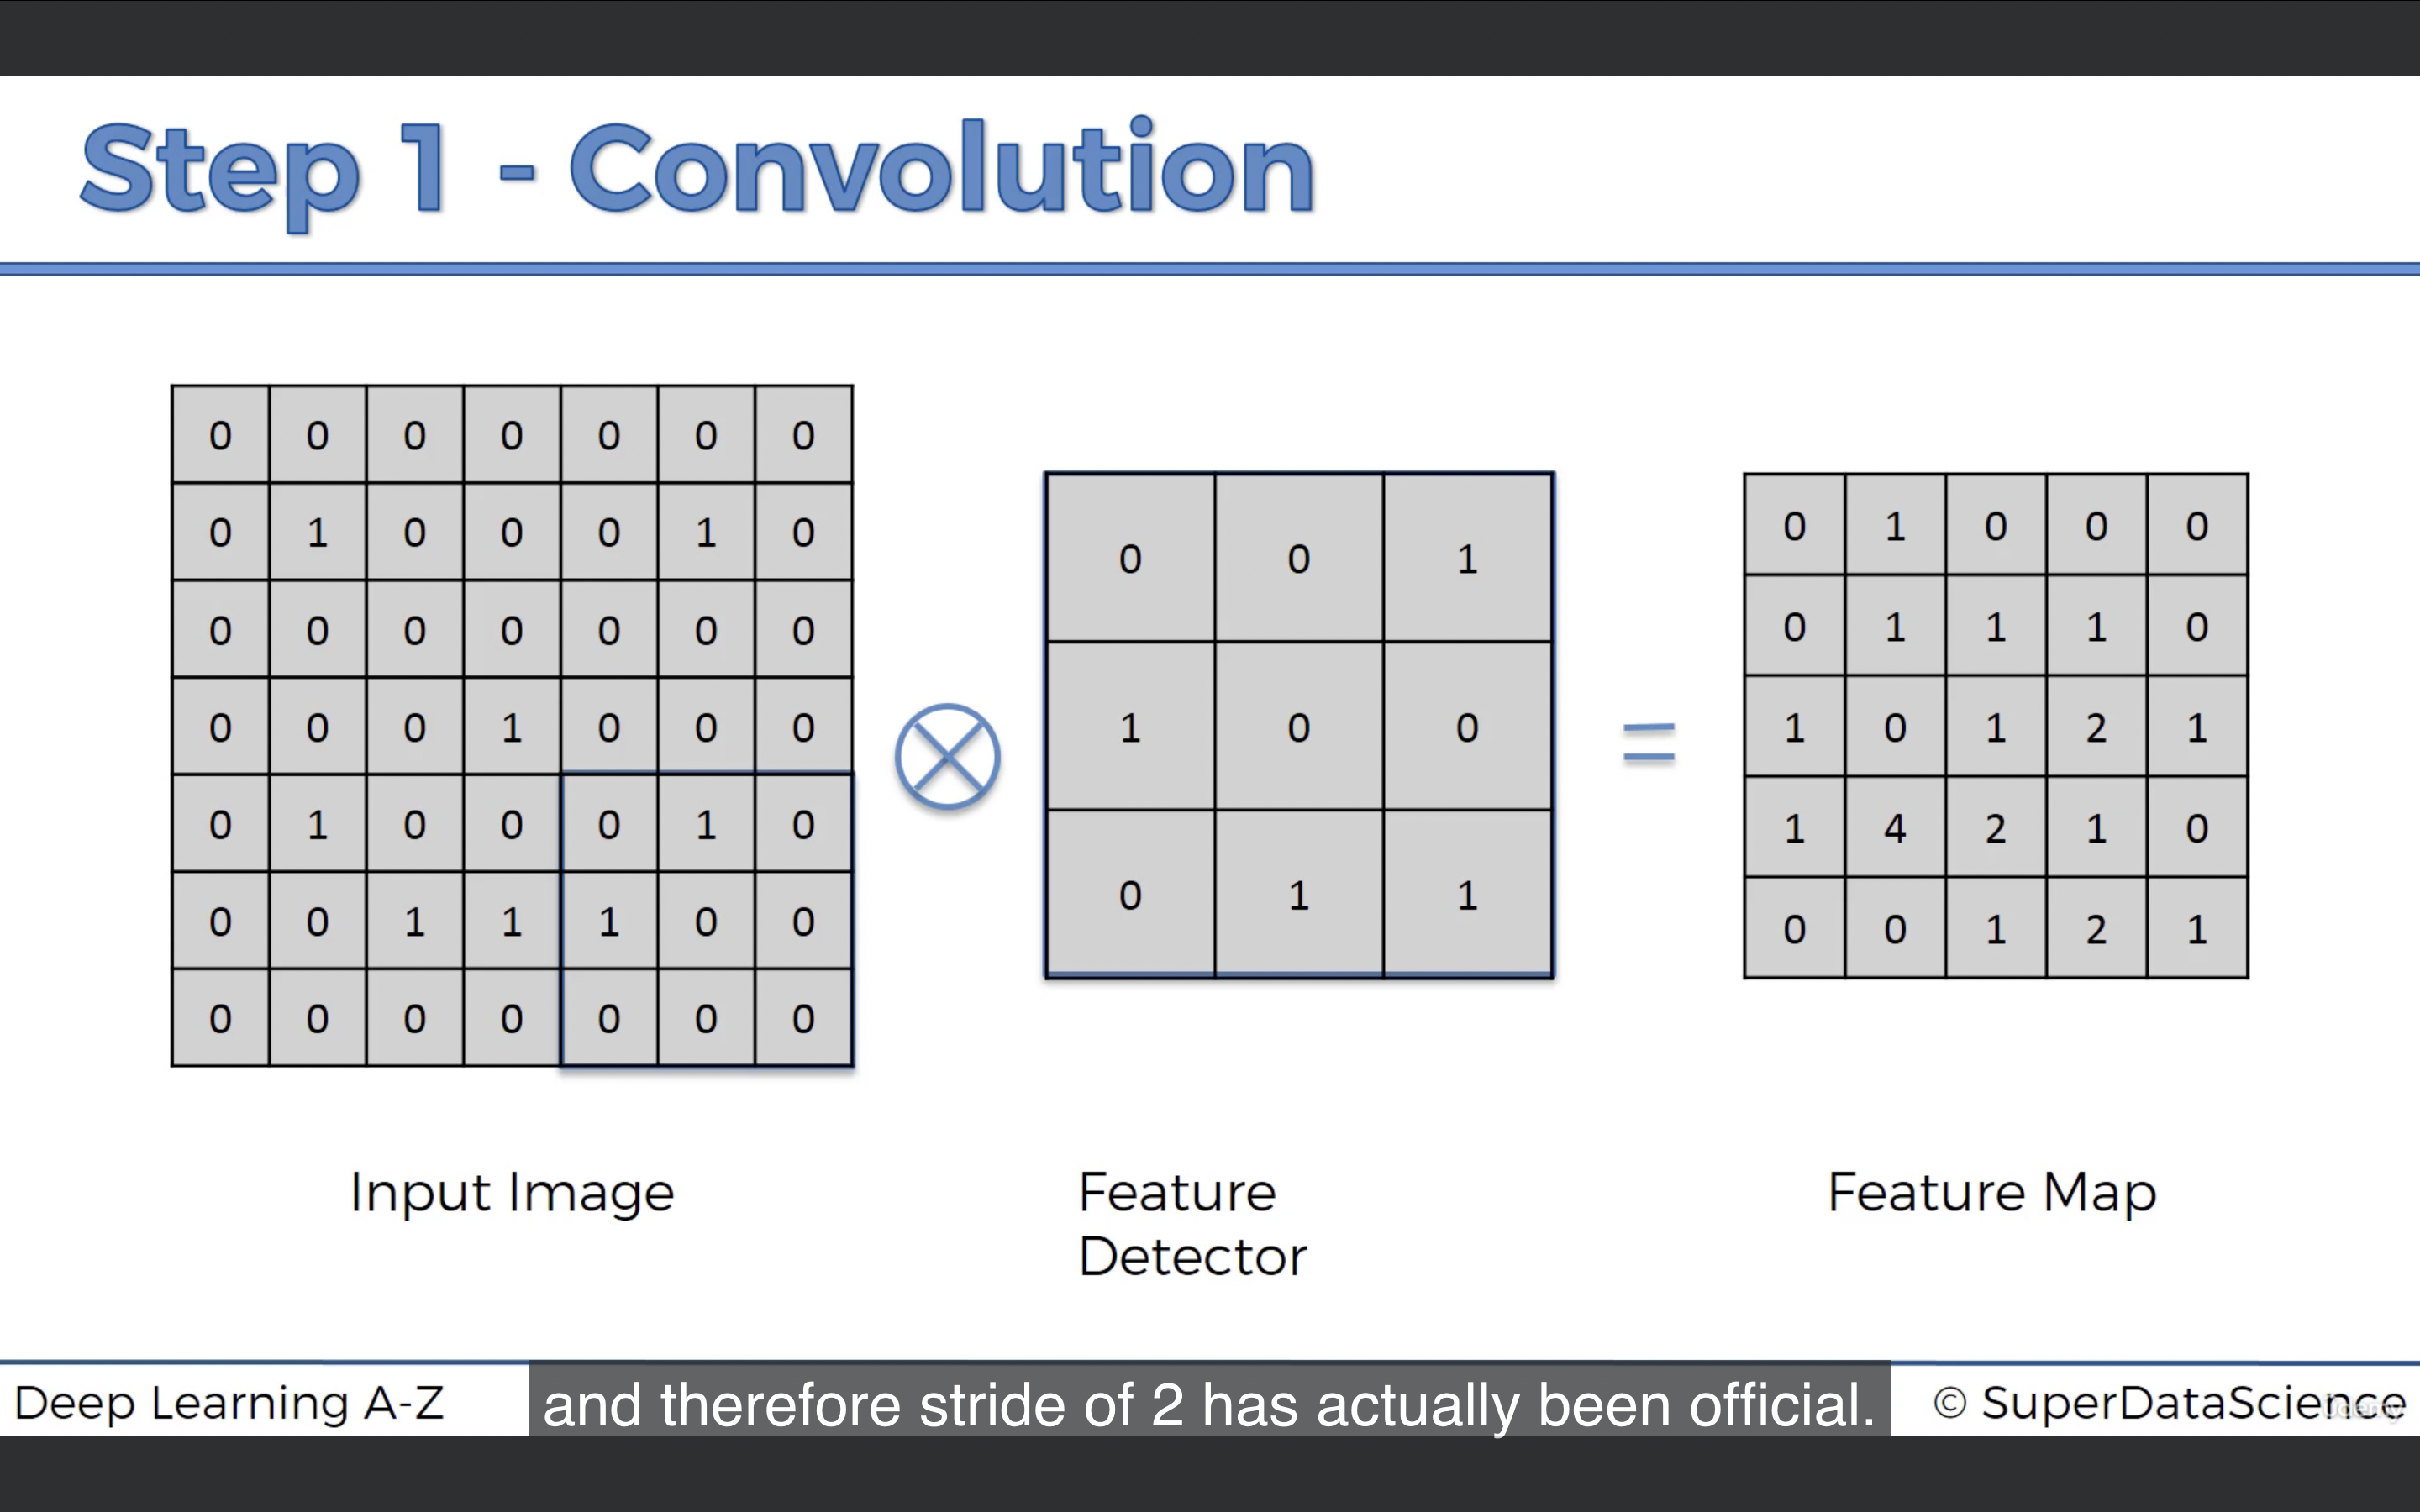 Step 1 - Convolution
0 0 0 0 0 0 0
0 1 0 0 0 1 0
0 0 0 0 0 0 0
0 0 0 1 0 0 0
0 1 0 0 0 1 0
0 0 1 1 1 0 0
0 0 0 0 0 0 0
0 0 1
1 0 0
0 1 1
=
0 1 0 0 0
0 1 1 1 0
1 0 1 2 1
1 4 2 1 0
0 0 1 2 1
Input Image
Feature
Detector
Feature Map
Deep Learning A-Z
and therefore stride of 2 has actually been official.
© SuperDataScience
Udemy